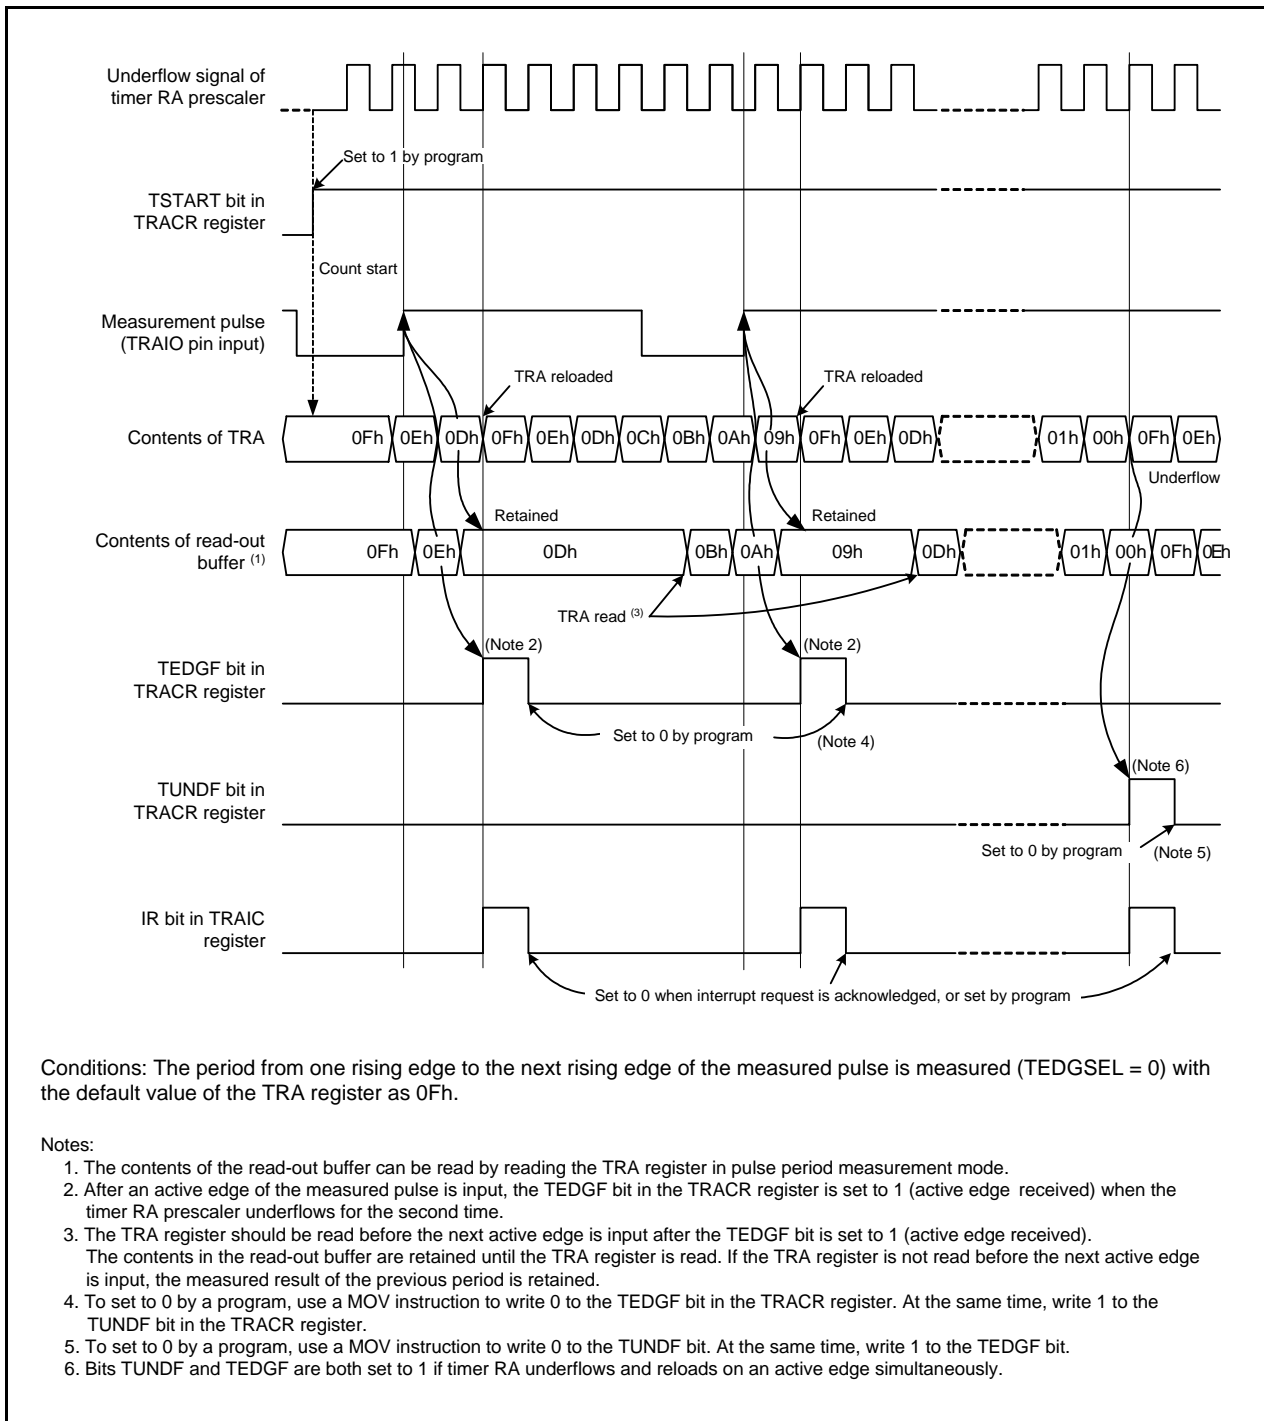 Underflow signal of
timer RA prescaler
Set to 1 by program
TSTART bit in
TRACR register
Count start
Measurement pulse
(TRAIO pin input)
TRA reloaded
TRA reloaded
Contents of TRA
0Fh 0Eh 0Dh 0Fh 0Eh 0Dh 0Ch 0Bh 0Ah 09h 0Fh 0Eh 0Dh 01h 00h 0Fh 0Eh
Underflow
Retained
Retained
Contents of read-out
buffer (1)
0Fh 0Eh 0Dh 0Bh 0Ah 09h 0Dh 01h 00h 0Fh 0Eh
TRA read (3)
(Note 2)
(Note 2)
TEDGF bit in
TRACR register
Set to 0 by program
(Note 4)
(Note 6)
TUNDF bit in
TRACR register
Set to 0 by program
(Note 5)
IR bit in TRAIC
register
Set to 0 when interrupt request is acknowledged, or set by program
Conditions: The period from one rising edge to the next rising edge of the measured pulse is measured (TEDGSEL = 0) with
the default value of the TRA register as 0Fh.
Notes:
1. The contents of the read-out buffer can be read by reading the TRA register in pulse period measurement mode.
2. After an active edge of the measured pulse is input, the TEDGF bit in the TRACR register is set to 1 (active edge received) when the
timer RA prescaler underflows for the second time.
3. The TRA register should be read before the next active edge is input after the TEDGF bit is set to 1 (active edge received).
The contents in the read-out buffer are retained until the TRA register is read. If the TRA register is not read before the next active edge
is input, the measured result of the previous period is retained.
4. To set to 0 by a program, use a MOV instruction to write 0 to the TEDGF bit in the TRACR register. At the same time, write 1 to the
TUNDF bit in the TRACR register.
5. To set to 0 by a program, use a MOV instruction to write 0 to the TUNDF bit. At the same time, write 1 to the TEDGF bit.
6. Bits TUNDF and TEDGF are both set to 1 if timer RA underflows and reloads on an active edge simultaneously.